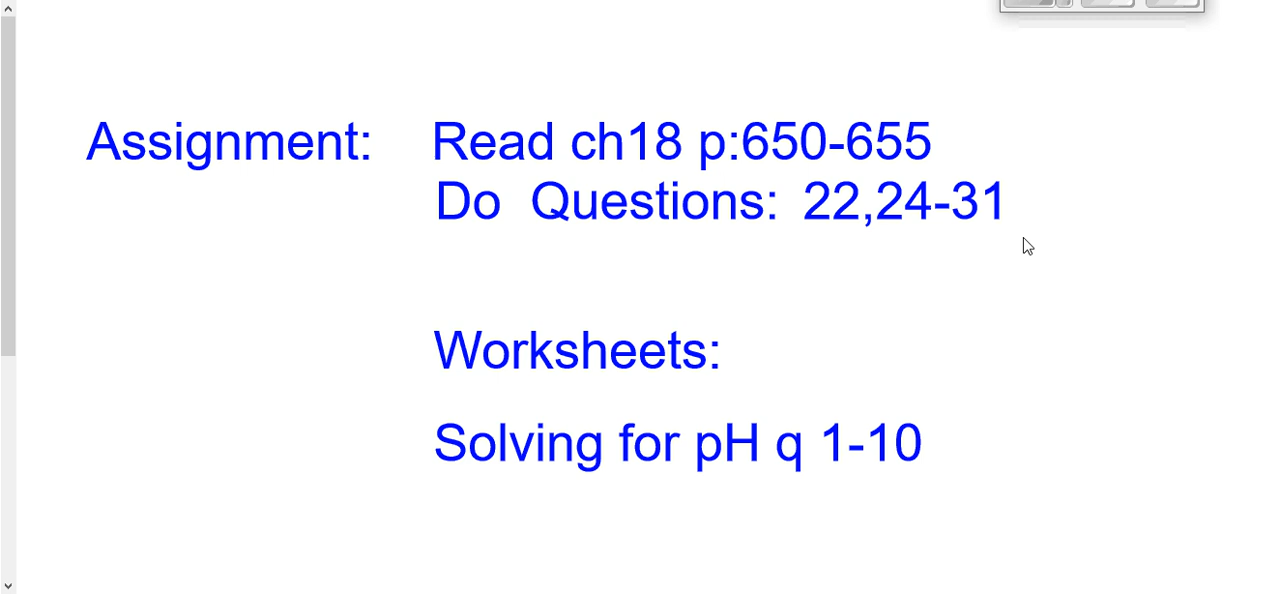 Assignment: Read ch18 p:650-655
Do Questions: 22,24-31
Worksheets:
Solving for pH q 1-10